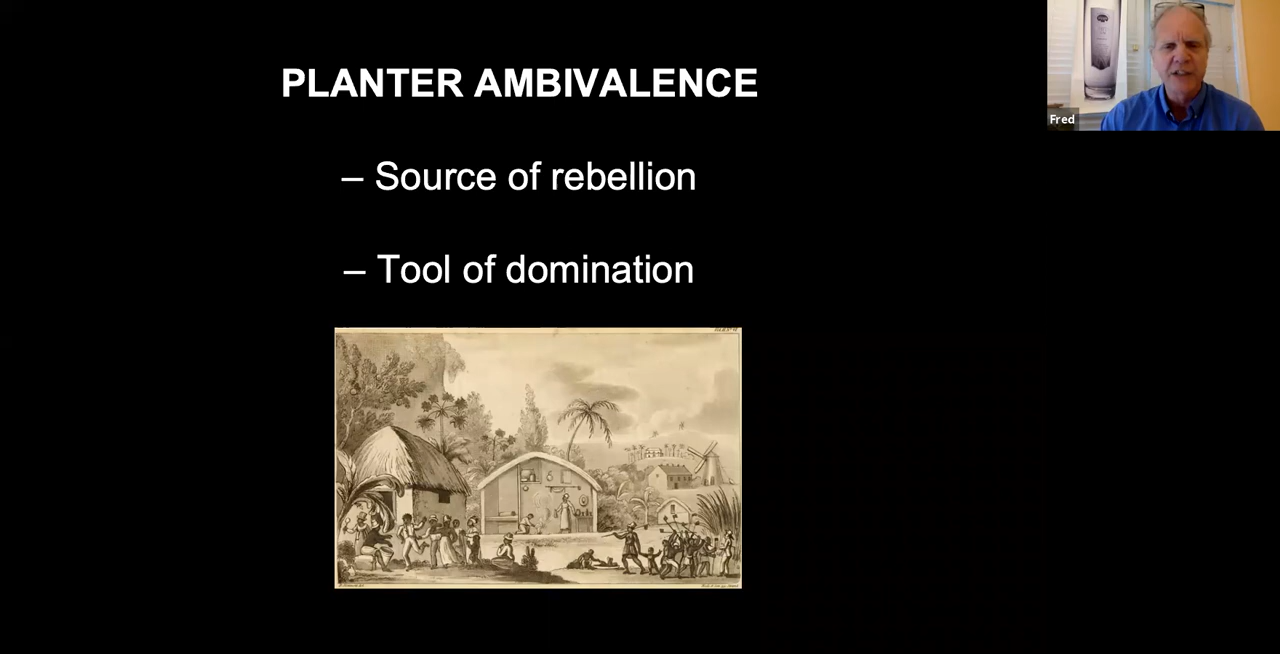 PLANTER AMBIVALENCE
– Source of rebellion
– Tool of domination
Fred